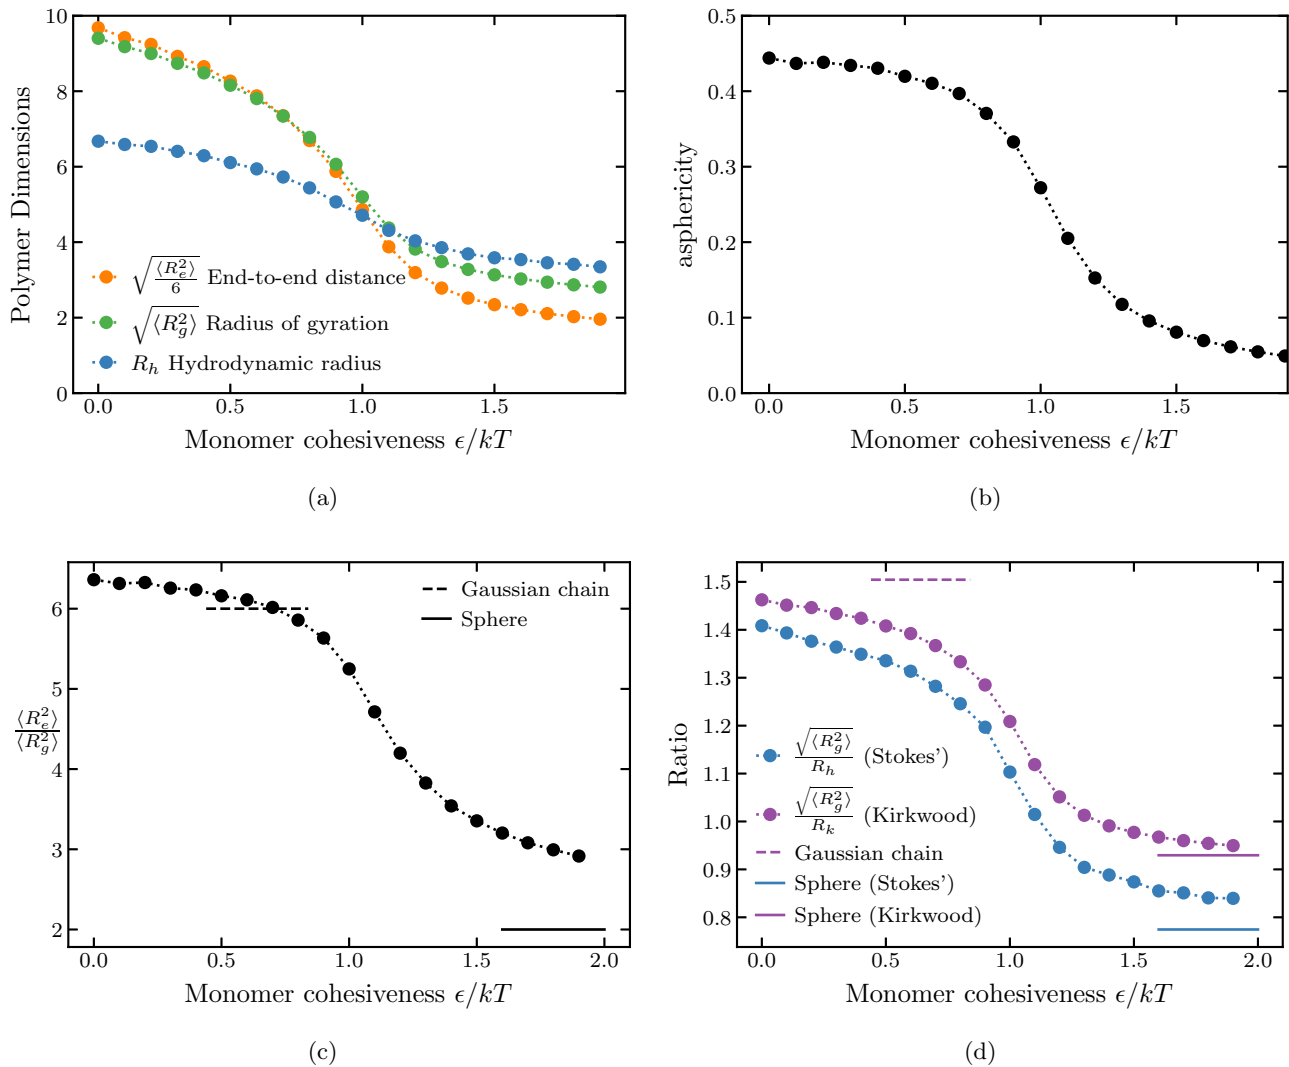 10
8
6
4
2
0
0.0 0.5 1.0 1.5
Polymer Dimensions
√(⟨R_e^2⟩/6) End-to-end distance
√⟨R_g^2⟩ Radius of gyration
R_h Hydrodynamic radius
Monomer cohesiveness ϵ/kT
(a)
0.5
0.4
0.3
0.2
0.1
0.0
0.0 0.5 1.0 1.5
asphericity
Monomer cohesiveness ϵ/kT
(b)
6
5
4
3
2
0.0 0.5 1.0 1.5 2.0
⟨R_e^2⟩/⟨R_g^2⟩
Gaussian chain
Sphere
Monomer cohesiveness ϵ/kT
(c)
1.5
1.4
1.3
1.2
1.1
1.0
0.9
0.8
0.0 0.5 1.0 1.5 2.0
Ratio
√⟨R_g^2⟩/R_h (Stokes’)
√⟨R_g^2⟩/R_k (Kirkwood)
Gaussian chain
Sphere (Stokes’)
Sphere (Kirkwood)
Monomer cohesiveness ϵ/kT
(d)